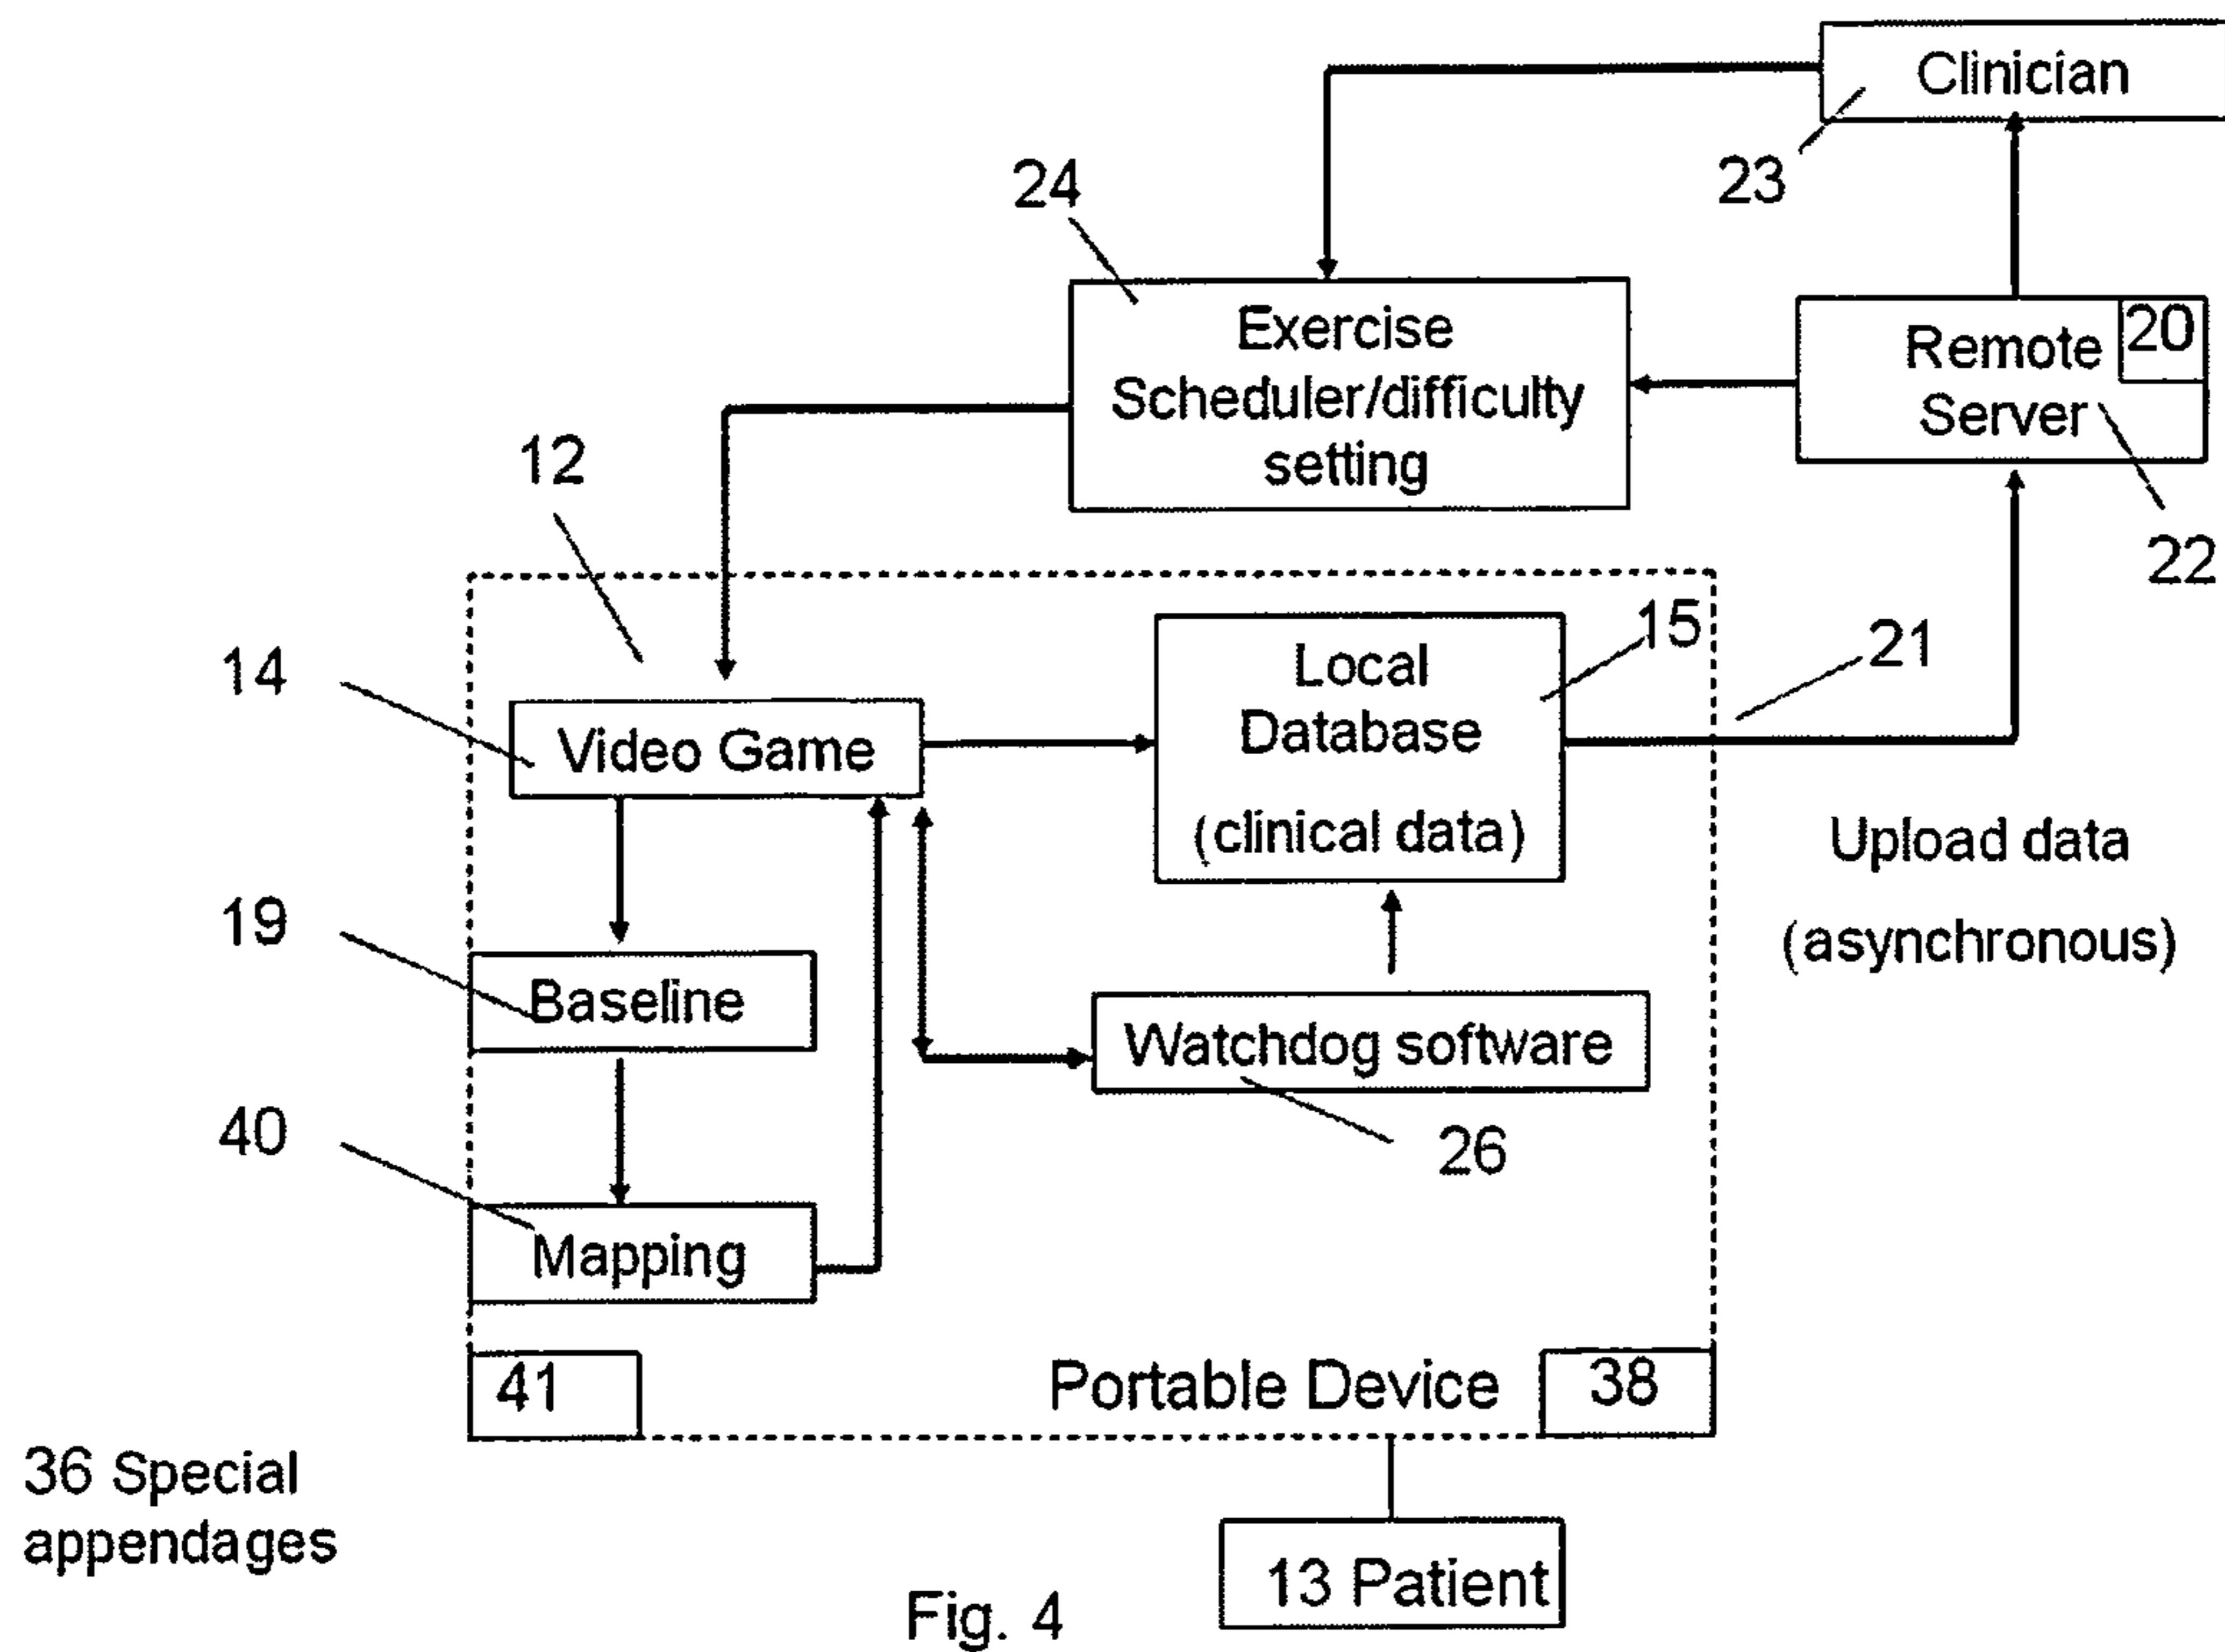 Clinician
23
24
Exercise
Scheduler/difficulty
setting
Remote
Server
20
22
12
14
Video Game
Local
Database
(clinical data)
15
21
Upload data
(asynchronous)
19
Baseline
Watchdog software
26
40
Mapping
41
Portable Device
38
36 Special
appendages
13 Patient
Fig. 4